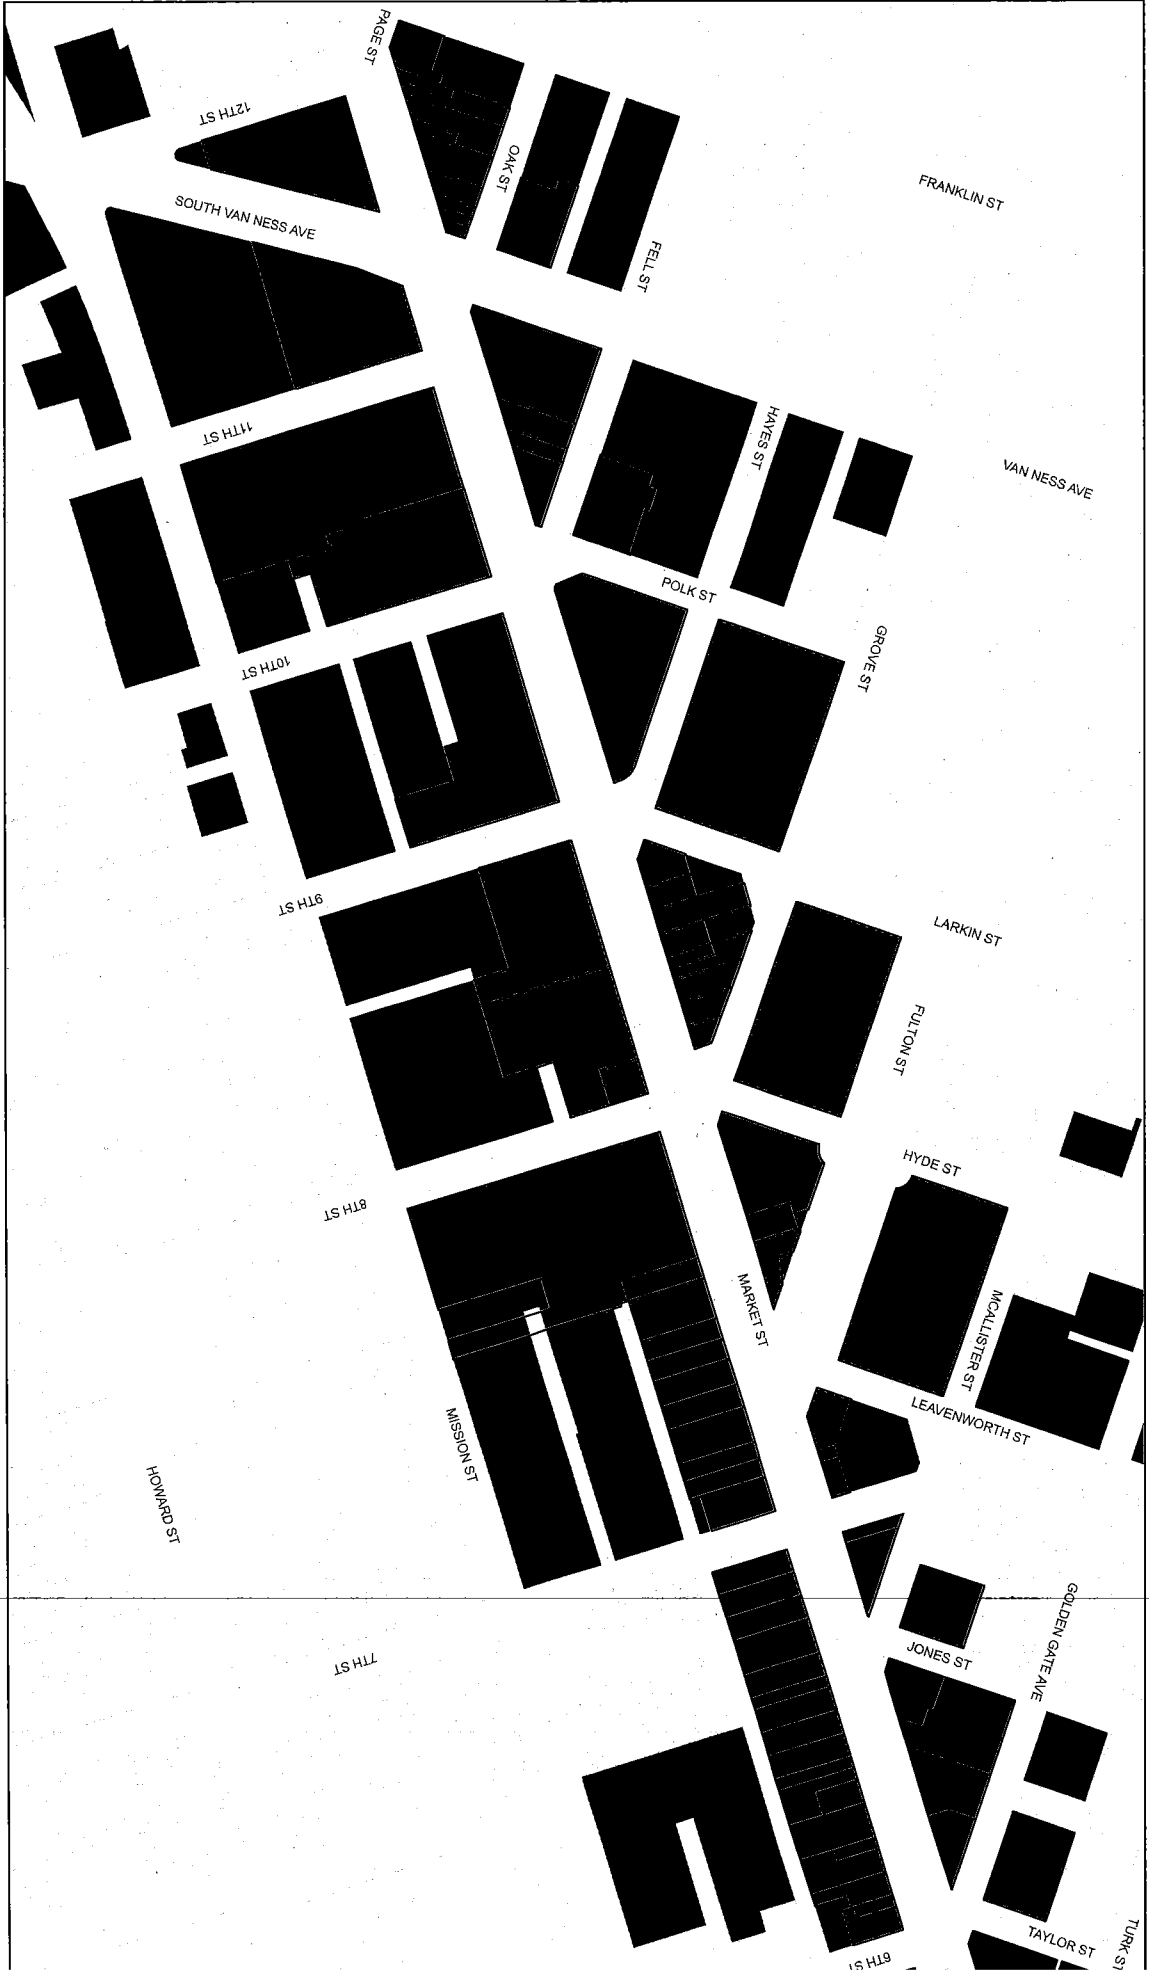 PAGE ST
12TH ST
OAK ST
FRANKLIN ST
SOUTH VAN NESS AVE
FELL ST
11TH ST
HAYES ST
VAN NESS AVE
POLK ST
10TH ST
GROVE ST
9TH ST
LARKIN ST
FULTON ST
HYDE ST
8TH ST
MARKET ST
MCALLISTER ST
LEAVENWORTH ST
MISSION ST
HOWARD ST
GOLDEN GATE AVE
JONES ST
7TH ST
TAYLOR ST
TURK ST
6TH ST